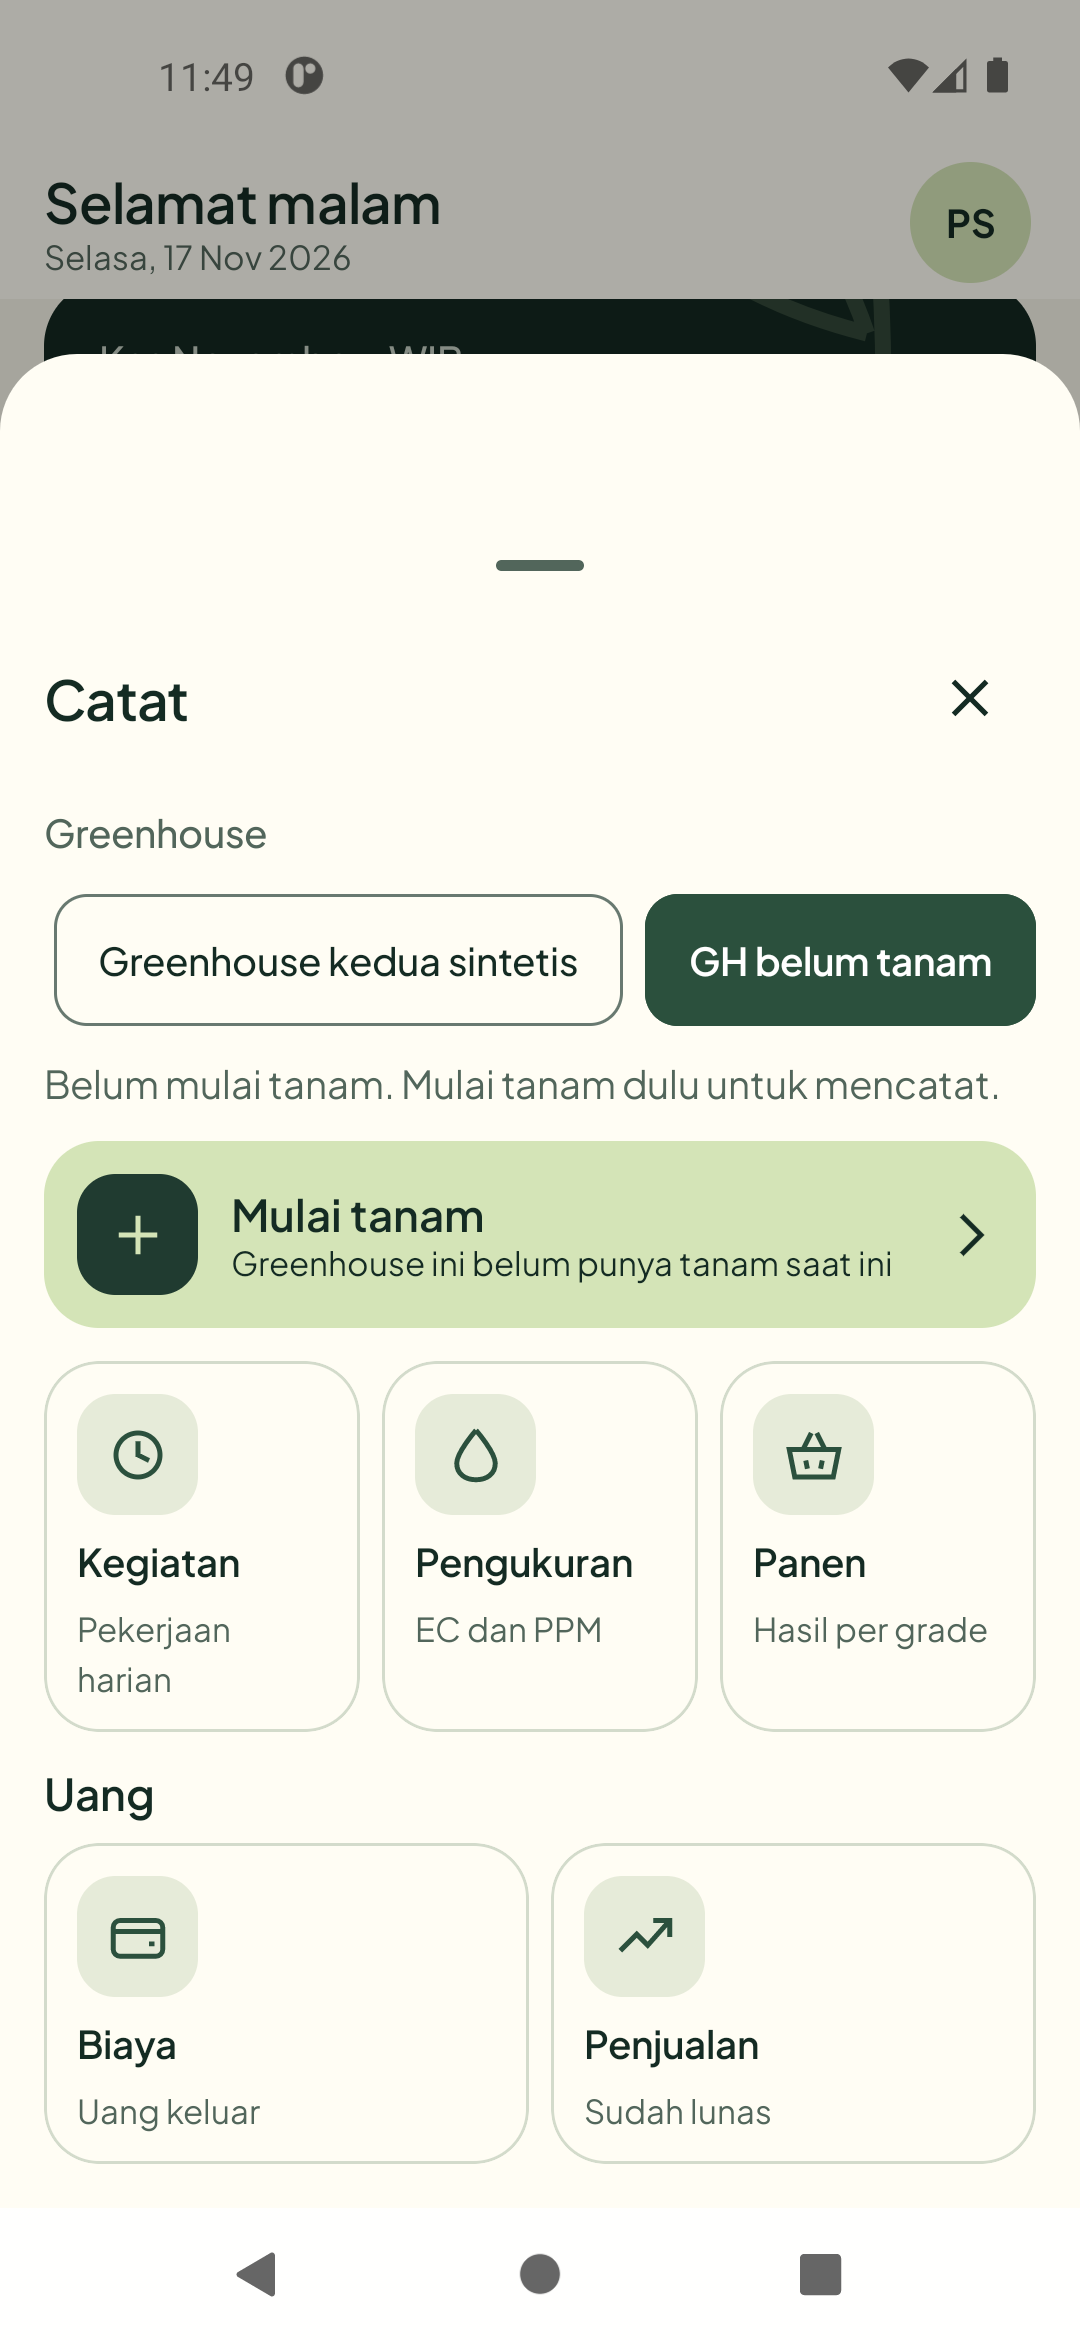 11:49
Selamat malam
Selasa, 17 Nov 2026
PS
Catat
Greenhouse
Greenhouse kedua sintetis
GH belum tanam
Belum mulai tanam. Mulai tanam dulu untuk mencatat.
Mulai tanam
Greenhouse ini belum punya tanam saat ini
Kegiatan
Pekerjaan
harian
Pengukuran
EC dan PPM
Panen
Hasil per grade
Uang
Biaya
Uang keluar
Penjualan
Sudah lunas